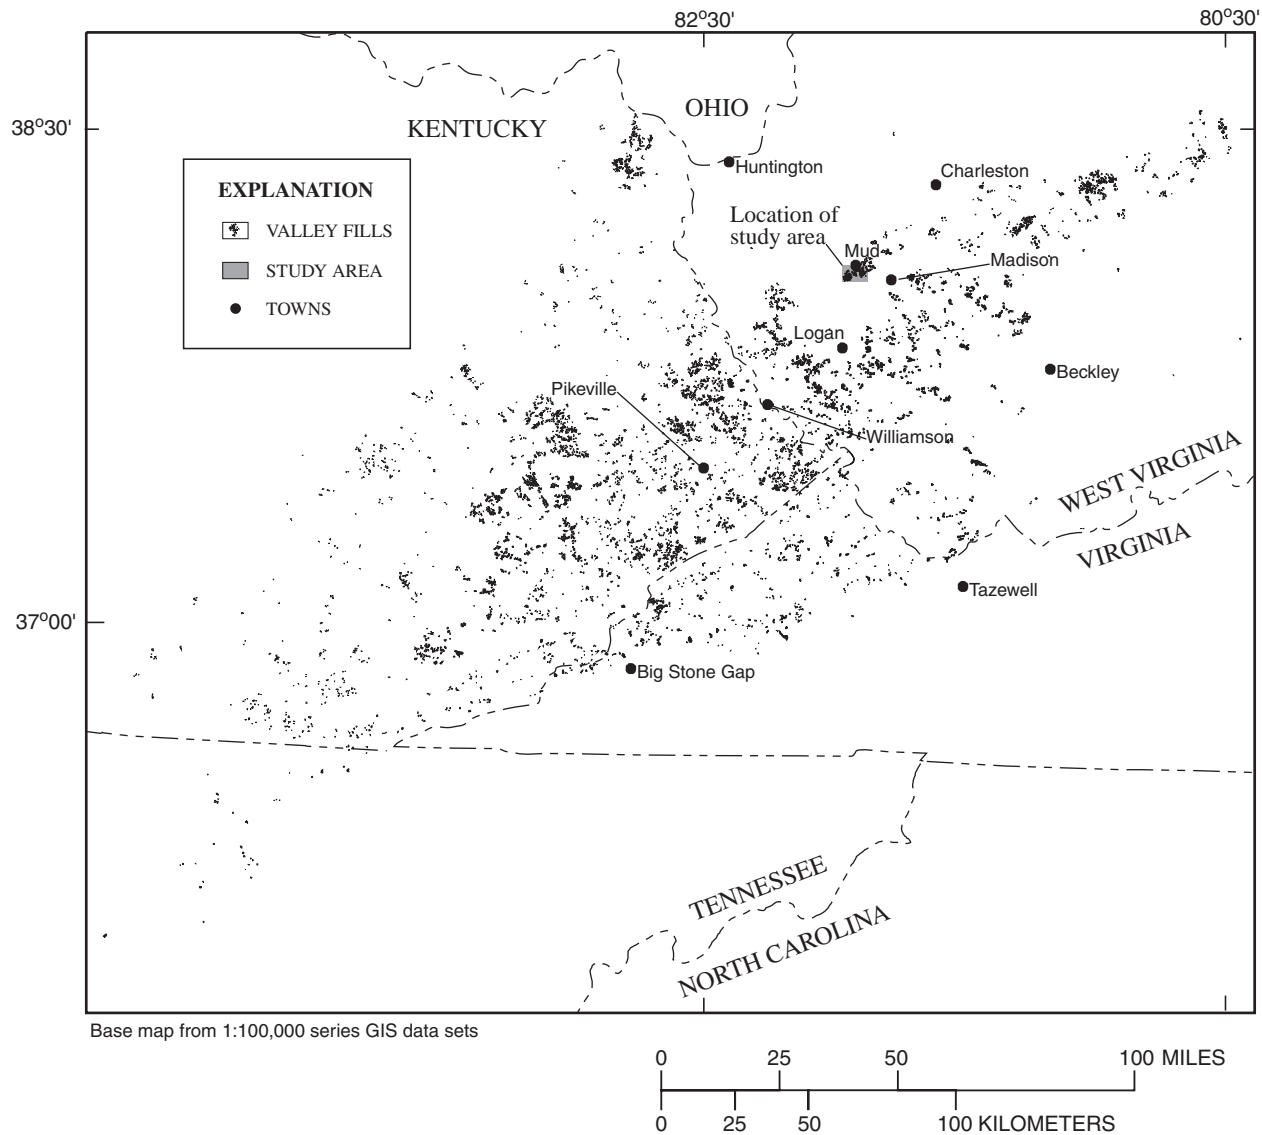 82°30'
80°30'
38°30'
37°00'
KENTUCKY
OHIO
Huntington
Charleston
EXPLANATION
VALLEY FILLS
STUDY AREA
TOWNS
Location of
study area
Mud
Madison
Logan
Beckley
Pikeville
Williamson
WEST VIRGINIA
VIRGINIA
Tazewell
Big Stone Gap
TENNESSEE
NORTH CAROLINA
Base map from 1:100,000 series GIS data sets
0 25 50 100 MILES
0 25 50 100 KILOMETERS